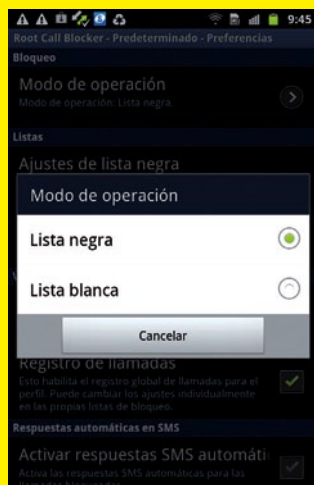 9:45
Root Call Blocker - Predeterminado - Preferencias
Bloqueo
Modo de operación
Modo de operación: Lista negra.
Listas
Ajustes de lista negra
Modo de operación
Lista negra
Lista blanca
Cancelar
Registro de llamadas
Esto habilita el registro global de llamadas para el
perfil. Puede cambiar los ajustes individualmente
en las propias listas de bloqueo.
Respuestas automáticas en SMS
Activar respuestas SMS automáti
Activa las respuestas SMS automáticas para las
llamadas bloqueadas